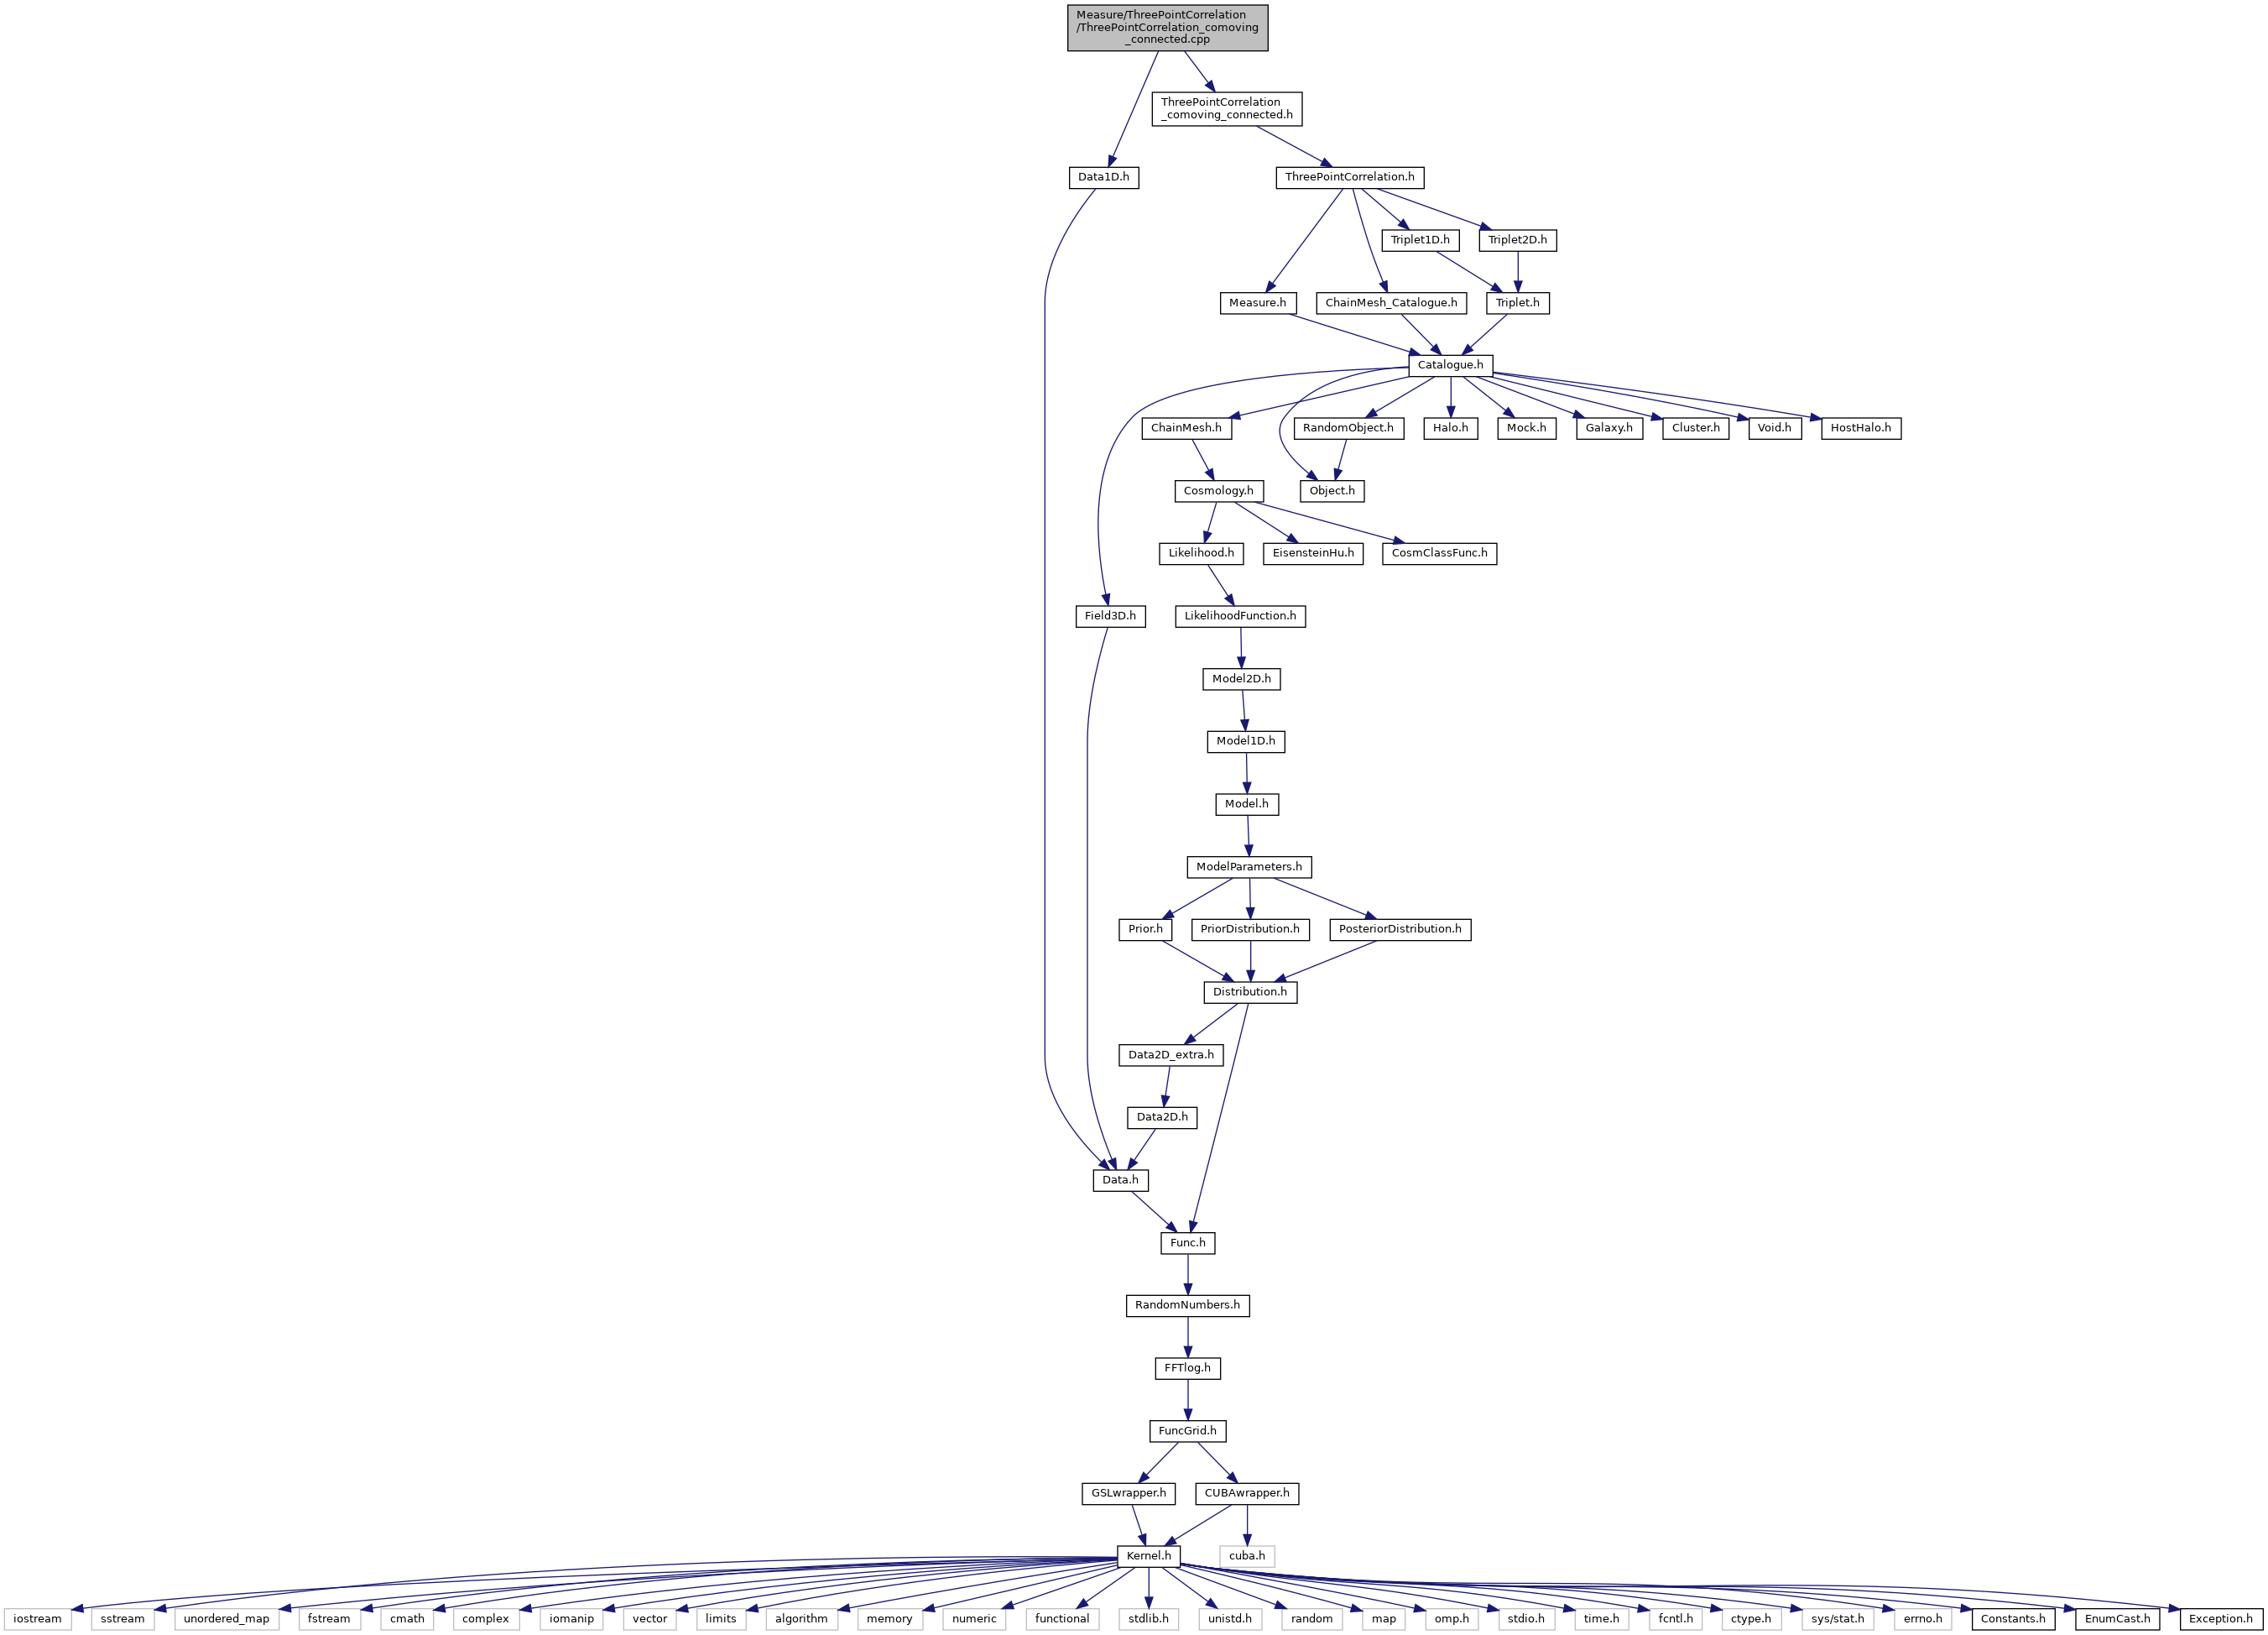 Measure/ThreePointCorrelation
/ThreePointCorrelation_comoving
_connected.cpp
ThreePointCorrelation
_comoving_connected.h
Data1D.h
ThreePointCorrelation.h
Triplet1D.h
Triplet2D.h
Measure.h
ChainMesh_Catalogue.h
Triplet.h
Catalogue.h
ChainMesh.h
RandomObject.h
Halo.h
Mock.h
Galaxy.h
Cluster.h
Void.h
HostHalo.h
Cosmology.h
Object.h
Likelihood.h
EisensteinHu.h
CosmClassFunc.h
Field3D.h
LikelihoodFunction.h
Model2D.h
Model1D.h
Model.h
ModelParameters.h
Prior.h
PriorDistribution.h
PosteriorDistribution.h
Distribution.h
Data2D_extra.h
Data2D.h
Data.h
Func.h
RandomNumbers.h
FFTlog.h
FuncGrid.h
GSLwrapper.h
CUBAwrapper.h
Kernel.h
cuba.h
iostream
sstream
unordered_map
fstream
cmath
complex
iomanip
vector
limits
algorithm
memory
numeric
functional
stdlib.h
unistd.h
random
map
omp.h
stdio.h
time.h
fcntl.h
ctype.h
sys/stat.h
errno.h
Constants.h
EnumCast.h
Exception.h